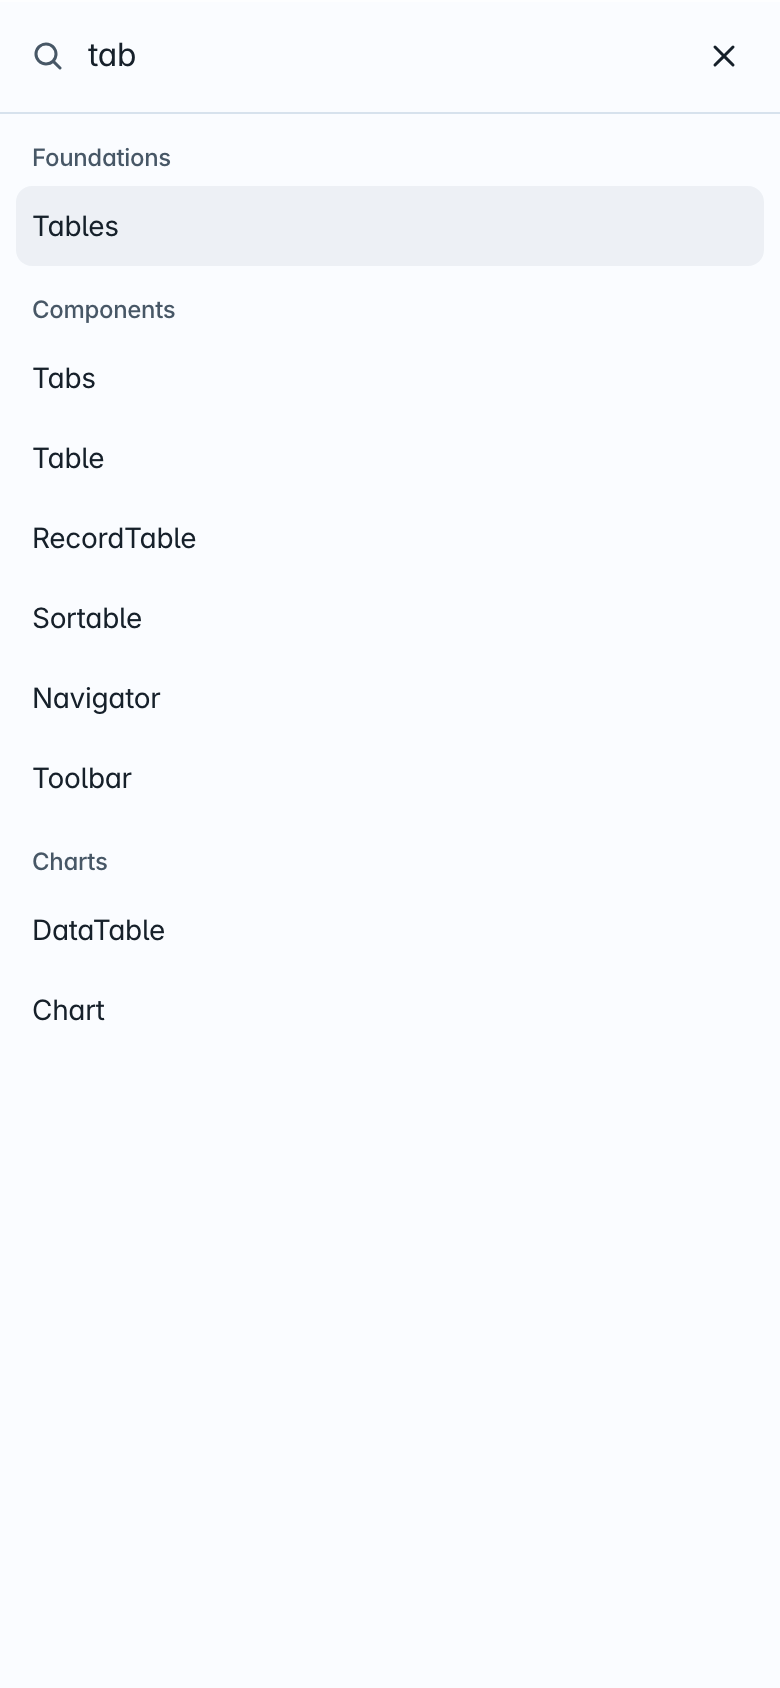 tab
Foundations
Tables
Components
Tabs
Table
RecordTable
Sortable
Navigator
Toolbar
Charts
DataTable
Chart